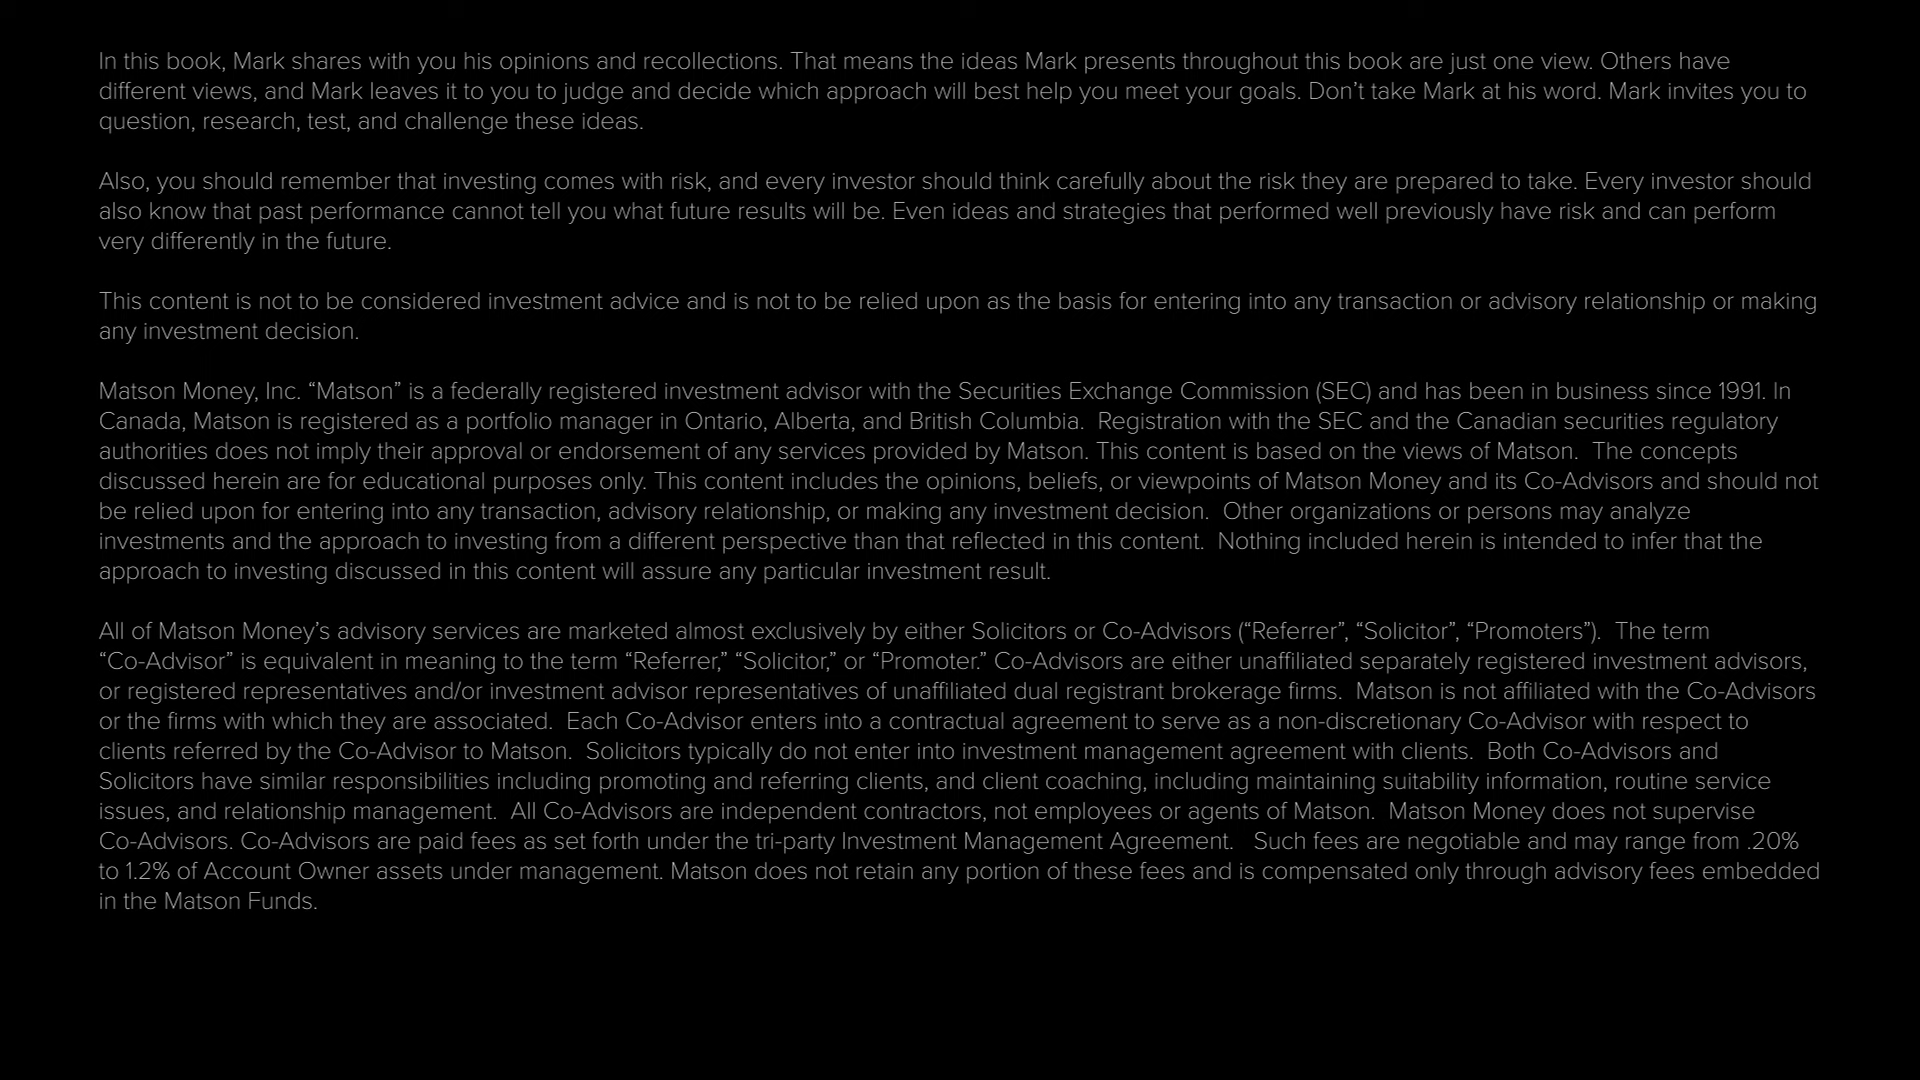 In this book, Mark shares with you his opinions and recollections. That means the ideas Mark presents throughout this book are just one view. Others have
different views, and Mark leaves it to you to judge and decide which approach will best help you meet your goals. Don’t take Mark at his word. Mark invites you to
question, research, test, and challenge these ideas.
Also, you should remember that investing comes with risk, and every investor should think carefully about the risk they are prepared to take. Every investor should
also know that past performance cannot tell you what future results will be. Even ideas and strategies that performed well previously have risk and can perform
very differently in the future.
This content is not to be considered investment advice and is not to be relied upon as the basis for entering into any transaction or advisory relationship or making
any investment decision.
Matson Money, Inc. “Matson” is a federally registered investment advisor with the Securities Exchange Commission (SEC) and has been in business since 1991. In
Canada, Matson is registered as a portfolio manager in Ontario, Alberta, and British Columbia.  Registration with the SEC and the Canadian securities regulatory
authorities does not imply their approval or endorsement of any services provided by Matson. This content is based on the views of Matson.  The concepts
discussed herein are for educational purposes only. This content includes the opinions, beliefs, or viewpoints of Matson Money and its Co-Advisors and should not
be relied upon for entering into any transaction, advisory relationship, or making any investment decision.  Other organizations or persons may analyze
investments and the approach to investing from a different perspective than that reflected in this content.  Nothing included herein is intended to infer that the
approach to investing discussed in this content will assure any particular investment result.
All of Matson Money’s advisory services are marketed almost exclusively by either Solicitors or Co-Advisors (“Referrer”, “Solicitor”, “Promoters”).  The term
“Co-Advisor” is equivalent in meaning to the term “Referrer,” “Solicitor,” or “Promoter.” Co-Advisors are either unaffiliated separately registered investment advisors,
or registered representatives and/or investment advisor representatives of unaffiliated dual registrant brokerage firms.  Matson is not affiliated with the Co-Advisors
or the firms with which they are associated.  Each Co-Advisor enters into a contractual agreement to serve as a non-discretionary Co-Advisor with respect to
clients referred by the Co-Advisor to Matson.  Solicitors typically do not enter into investment management agreement with clients.  Both Co-Advisors and
Solicitors have similar responsibilities including promoting and referring clients, and client coaching, including maintaining suitability information, routine service
issues, and relationship management.  All Co-Advisors are independent contractors, not employees or agents of Matson.  Matson Money does not supervise
Co-Advisors. Co-Advisors are paid fees as set forth under the tri-party Investment Management Agreement.   Such fees are negotiable and may range from .20%
to 1.2% of Account Owner assets under management. Matson does not retain any portion of these fees and is compensated only through advisory fees embedded
in the Matson Funds.